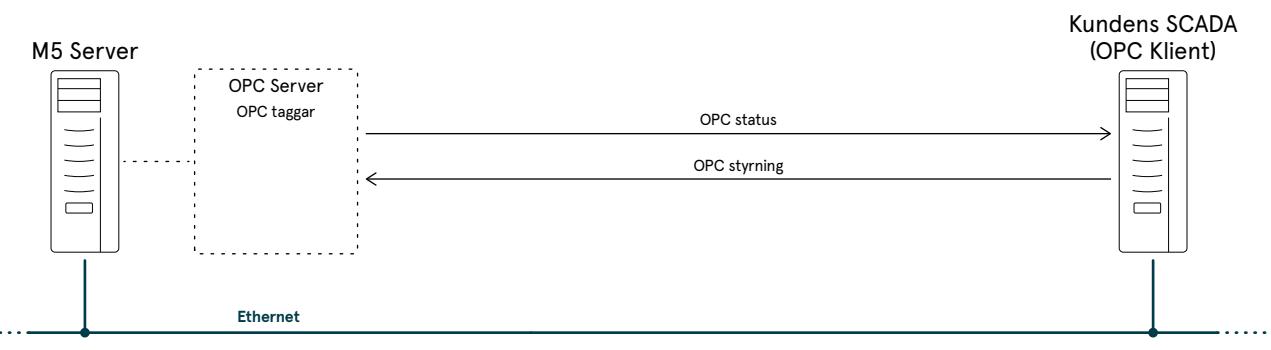 M5 Server
Kundens SCADA
(OPC Klient)
OPC Server
OPC taggar
OPC status
OPC styrning
Ethernet